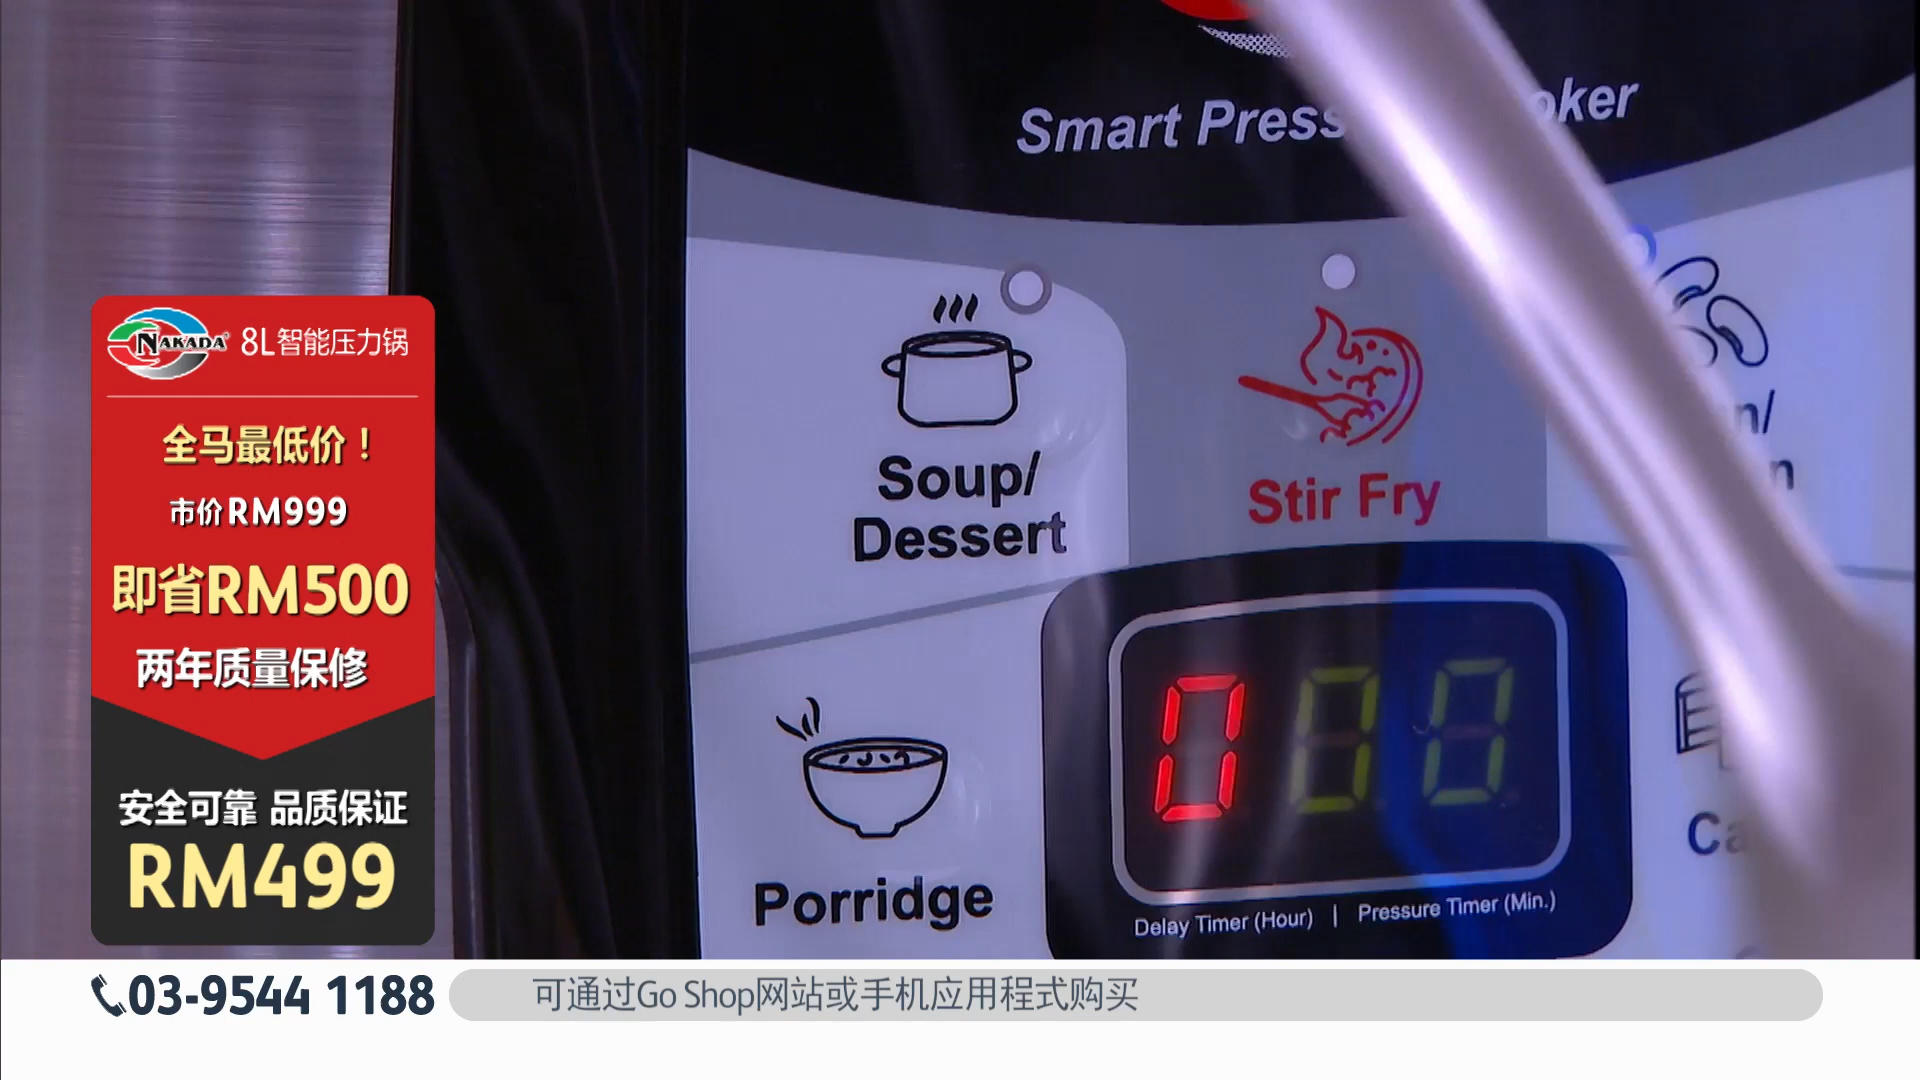 Smart Press
NAKADA 8L智能压力锅
全马最低价！
市价RM999
即省RM500
两年质量保修
安全可靠 品质保证
RM499
Soup/
Dessert
Stir Fry
Porridge
000
Delay Timer (Hour) | Pressure Timer (Min.)
03-9544 1188
可通过Go Shop网站或手机应用程式购买